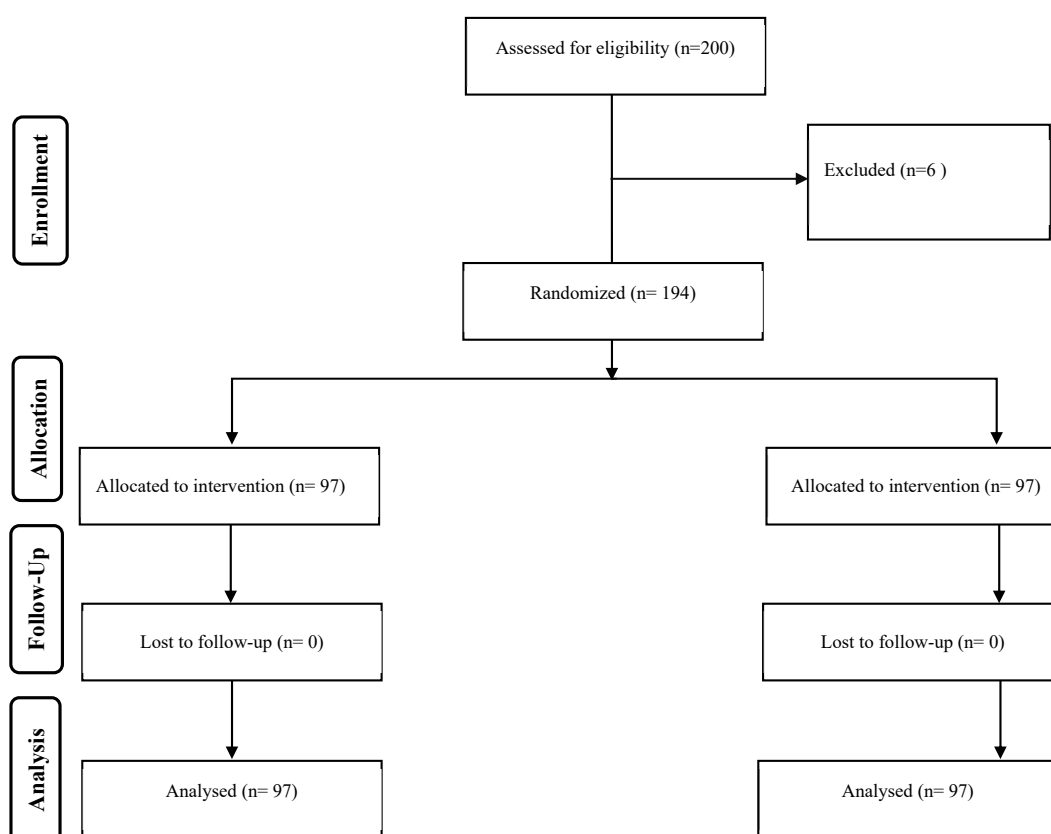 Assessed for eligibility (n=200)
Enrollment
Excluded (n=6 )
Randomized (n= 194)
Allocation
Allocated to intervention (n= 97)
Allocated to intervention (n= 97)
Follow-Up
Lost to follow-up (n= 0)
Lost to follow-up (n= 0)
Analysis
Analysed (n= 97)
Analysed (n= 97)